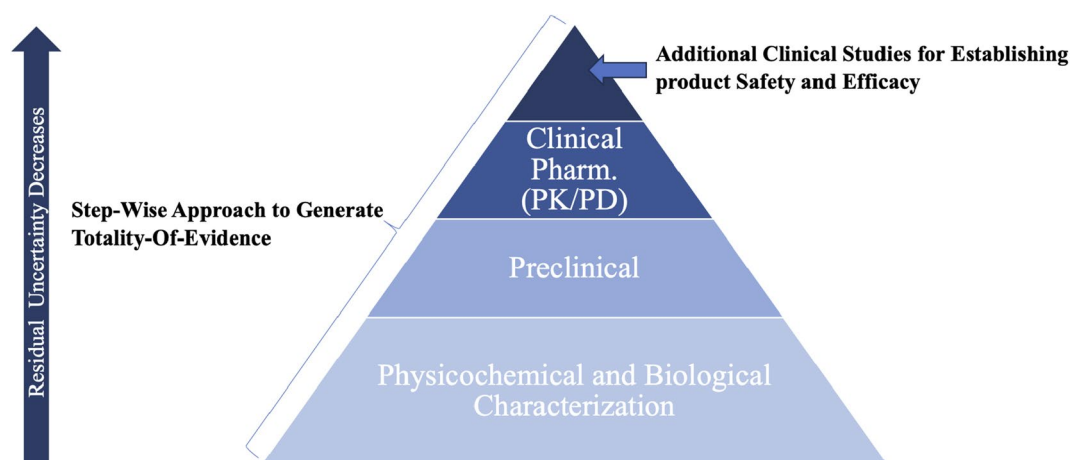 Additional Clinical Studies for Establishing
product Safety and Efficacy
Residual Uncertainty Decreases
Clinical
Pharm.
(PK/PD)
Step-Wise Approach to Generate
Totality-Of-Evidence
Preclinical
Physicochemical and Biological
Characterization